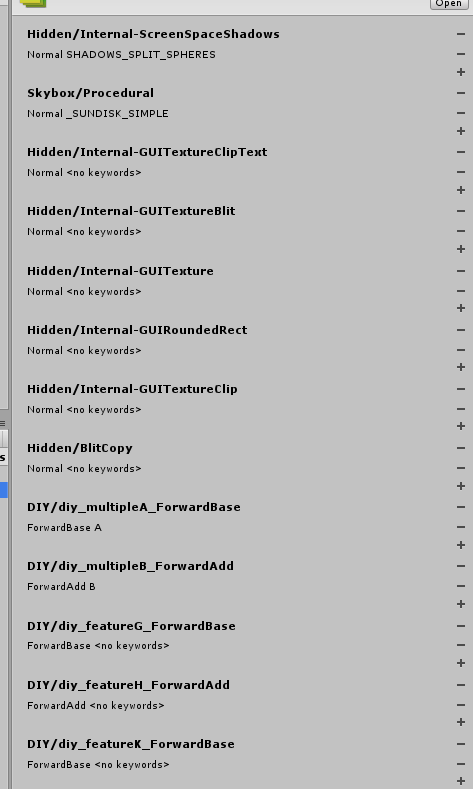 Open
Hidden/Internal-ScreenSpaceShadows
Normal SHADOWS_SPLIT_SPHERES
Skybox/Procedural
Normal _SUNDISK_SIMPLE
Hidden/Internal-GUITextureClipText
Normal <no keywords>
Hidden/Internal-GUITextureBlit
Normal <no keywords>
Hidden/Internal-GUITexture
Normal <no keywords>
Hidden/Internal-GUIRoundedRect
Normal <no keywords>
Hidden/Internal-GUITextureClip
Normal <no keywords>
Hidden/BlitCopy
Normal <no keywords>
s
DIY/diy_multipleA_ForwardBase
ForwardBase A
DIY/diy_multipleB_ForwardAdd
ForwardAdd B
DIY/diy_featureG_ForwardBase
ForwardBase <no keywords>
DIY/diy_featureH_ForwardAdd
ForwardAdd <no keywords>
DIY/diy_featureK_ForwardBase
ForwardBase <no keywords>